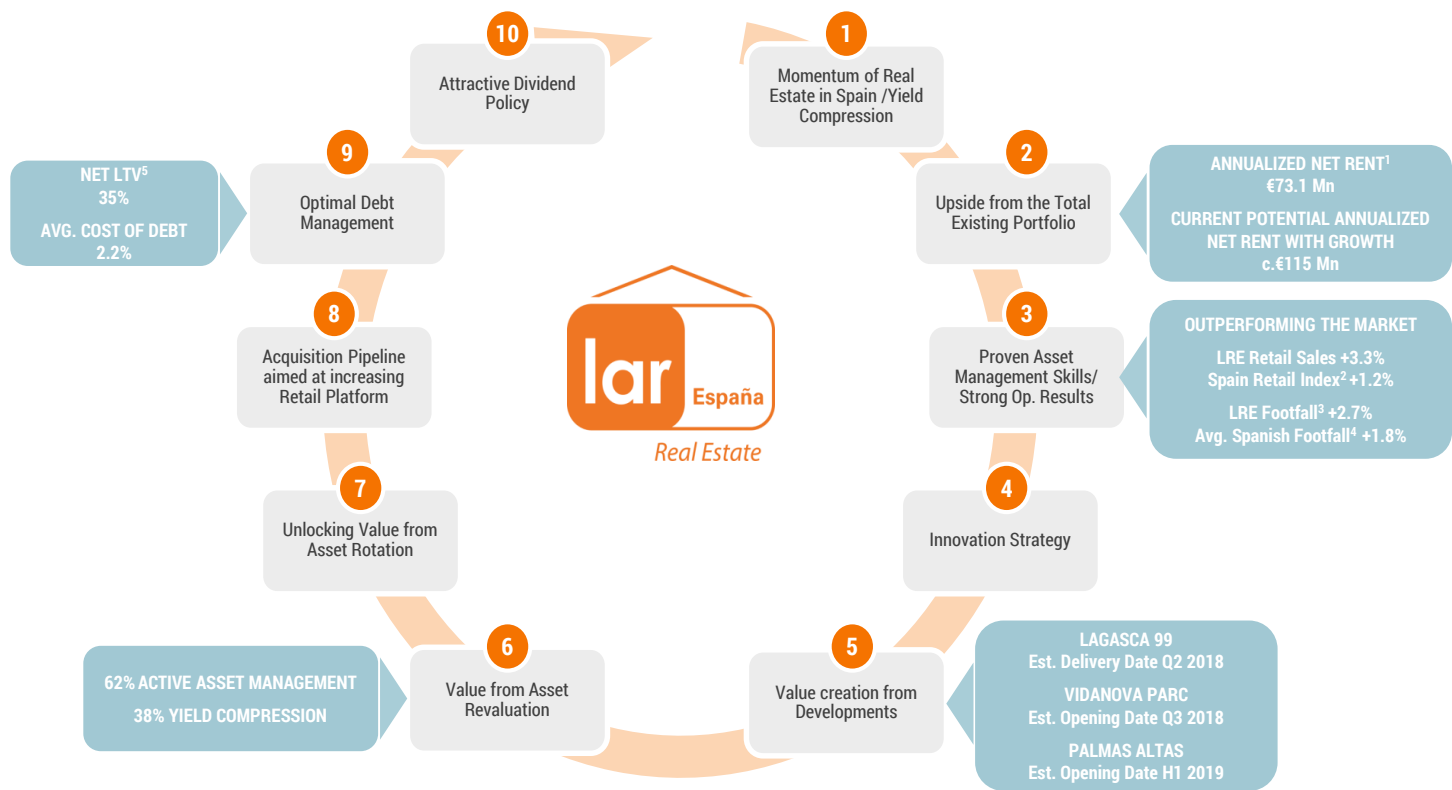 1
Momentum of Real
Estate in Spain /Yield
Compression
2
Upside from the Total
Existing Portfolio
ANNUALIZED NET RENT¹
€73.1 Mn
CURRENT POTENTIAL ANNUALIZED
NET RENT WITH GROWTH
c.€115 Mn
3
Proven Asset
Management Skills/
Strong Op. Results
OUTPERFORMING THE MARKET
LRE Retail Sales +3.3%
Spain Retail Index² +1.2%
LRE Footfall³ +2.7%
Avg. Spanish Footfall⁴ +1.8%
4
Innovation Strategy
5
Value creation from
Developments
LAGASCA 99
Est. Delivery Date Q2 2018
VIDANOVA PARC
Est. Opening Date Q3 2018
PALMAS ALTAS
Est. Opening Date H1 2019
6
Value from Asset
Revaluation
62% ACTIVE ASSET MANAGEMENT
38% YIELD COMPRESSION
7
Unlocking Value from
Asset Rotation
8
Acquisition Pipeline
aimed at increasing
Retail Platform
9
Optimal Debt
Management
NET LTV⁵
35%
AVG. COST OF DEBT
2.2%
10
Attractive Dividend
Policy
lar
España
Real Estate